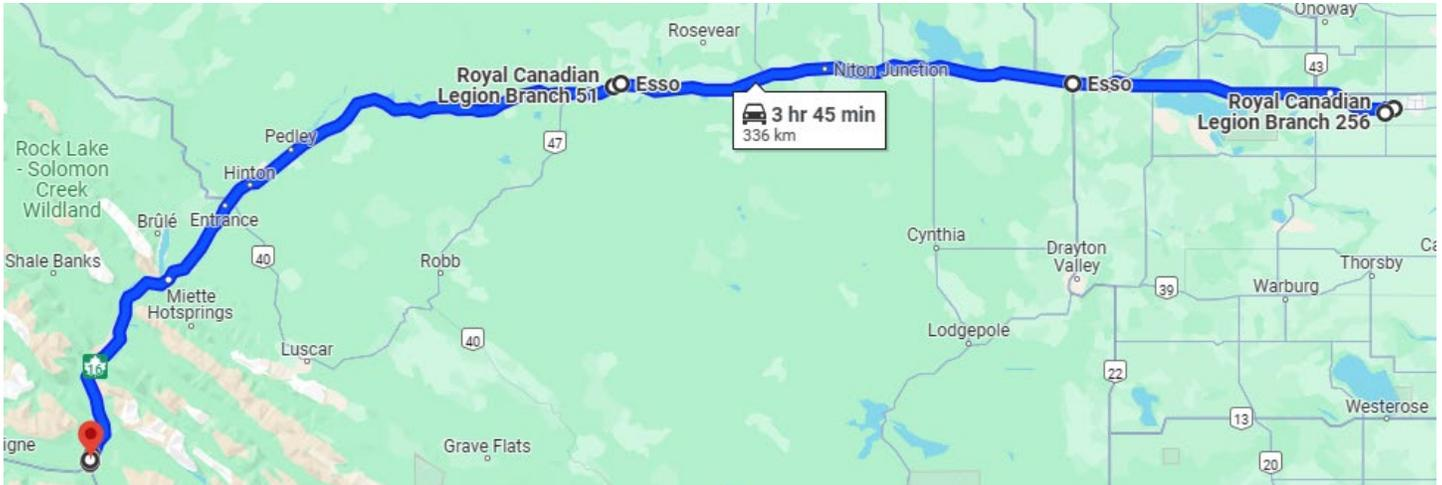 Onoway
Rosevear
43
Royal Canadian
Legion Branch 51
Esso
Niton Junction
Esso
Royal Canadian
Legion Branch 256
3 hr 45 min
336 km
Pedley
47
Rock Lake
- Solomon
Creek
Wildland
Hinton
Brûlé
Entrance
Shale Banks
40
Robb
Cynthia
Drayton
Valley
Thorsby
Miette
Hotsprings
39
Warburg
Luscar
40
Lodgepole
16
22
Westerose
13
igne
Grave Flats
20